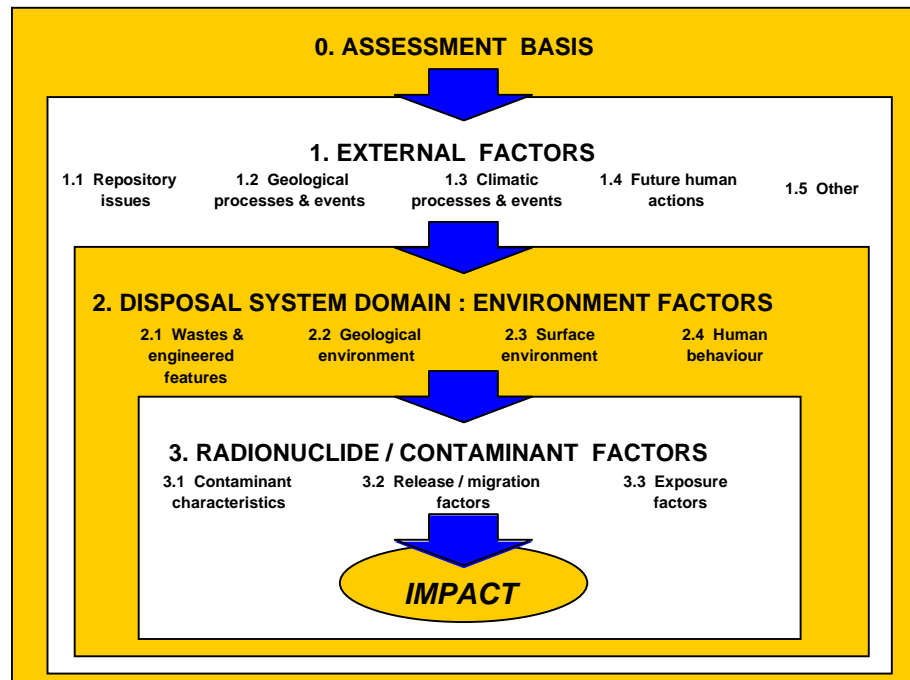 0. ASSESSMENT BASIS
1. EXTERNAL FACTORS
1.1 Repository
issues
1.2 Geological
processes & events
1.3 Climatic
processes & events
1.4 Future human
actions
1.5 Other
2. DISPOSAL SYSTEM DOMAIN : ENVIRONMENT FACTORS
2.1 Wastes &
engineered
features
2.2 Geological
environment
2.3 Surface
environment
2.4 Human
behaviour
3. RADIONUCLIDE / CONTAMINANT FACTORS
3.1 Contaminant
characteristics
3.2 Release / migration
factors
3.3 Exposure
factors
IMPACT